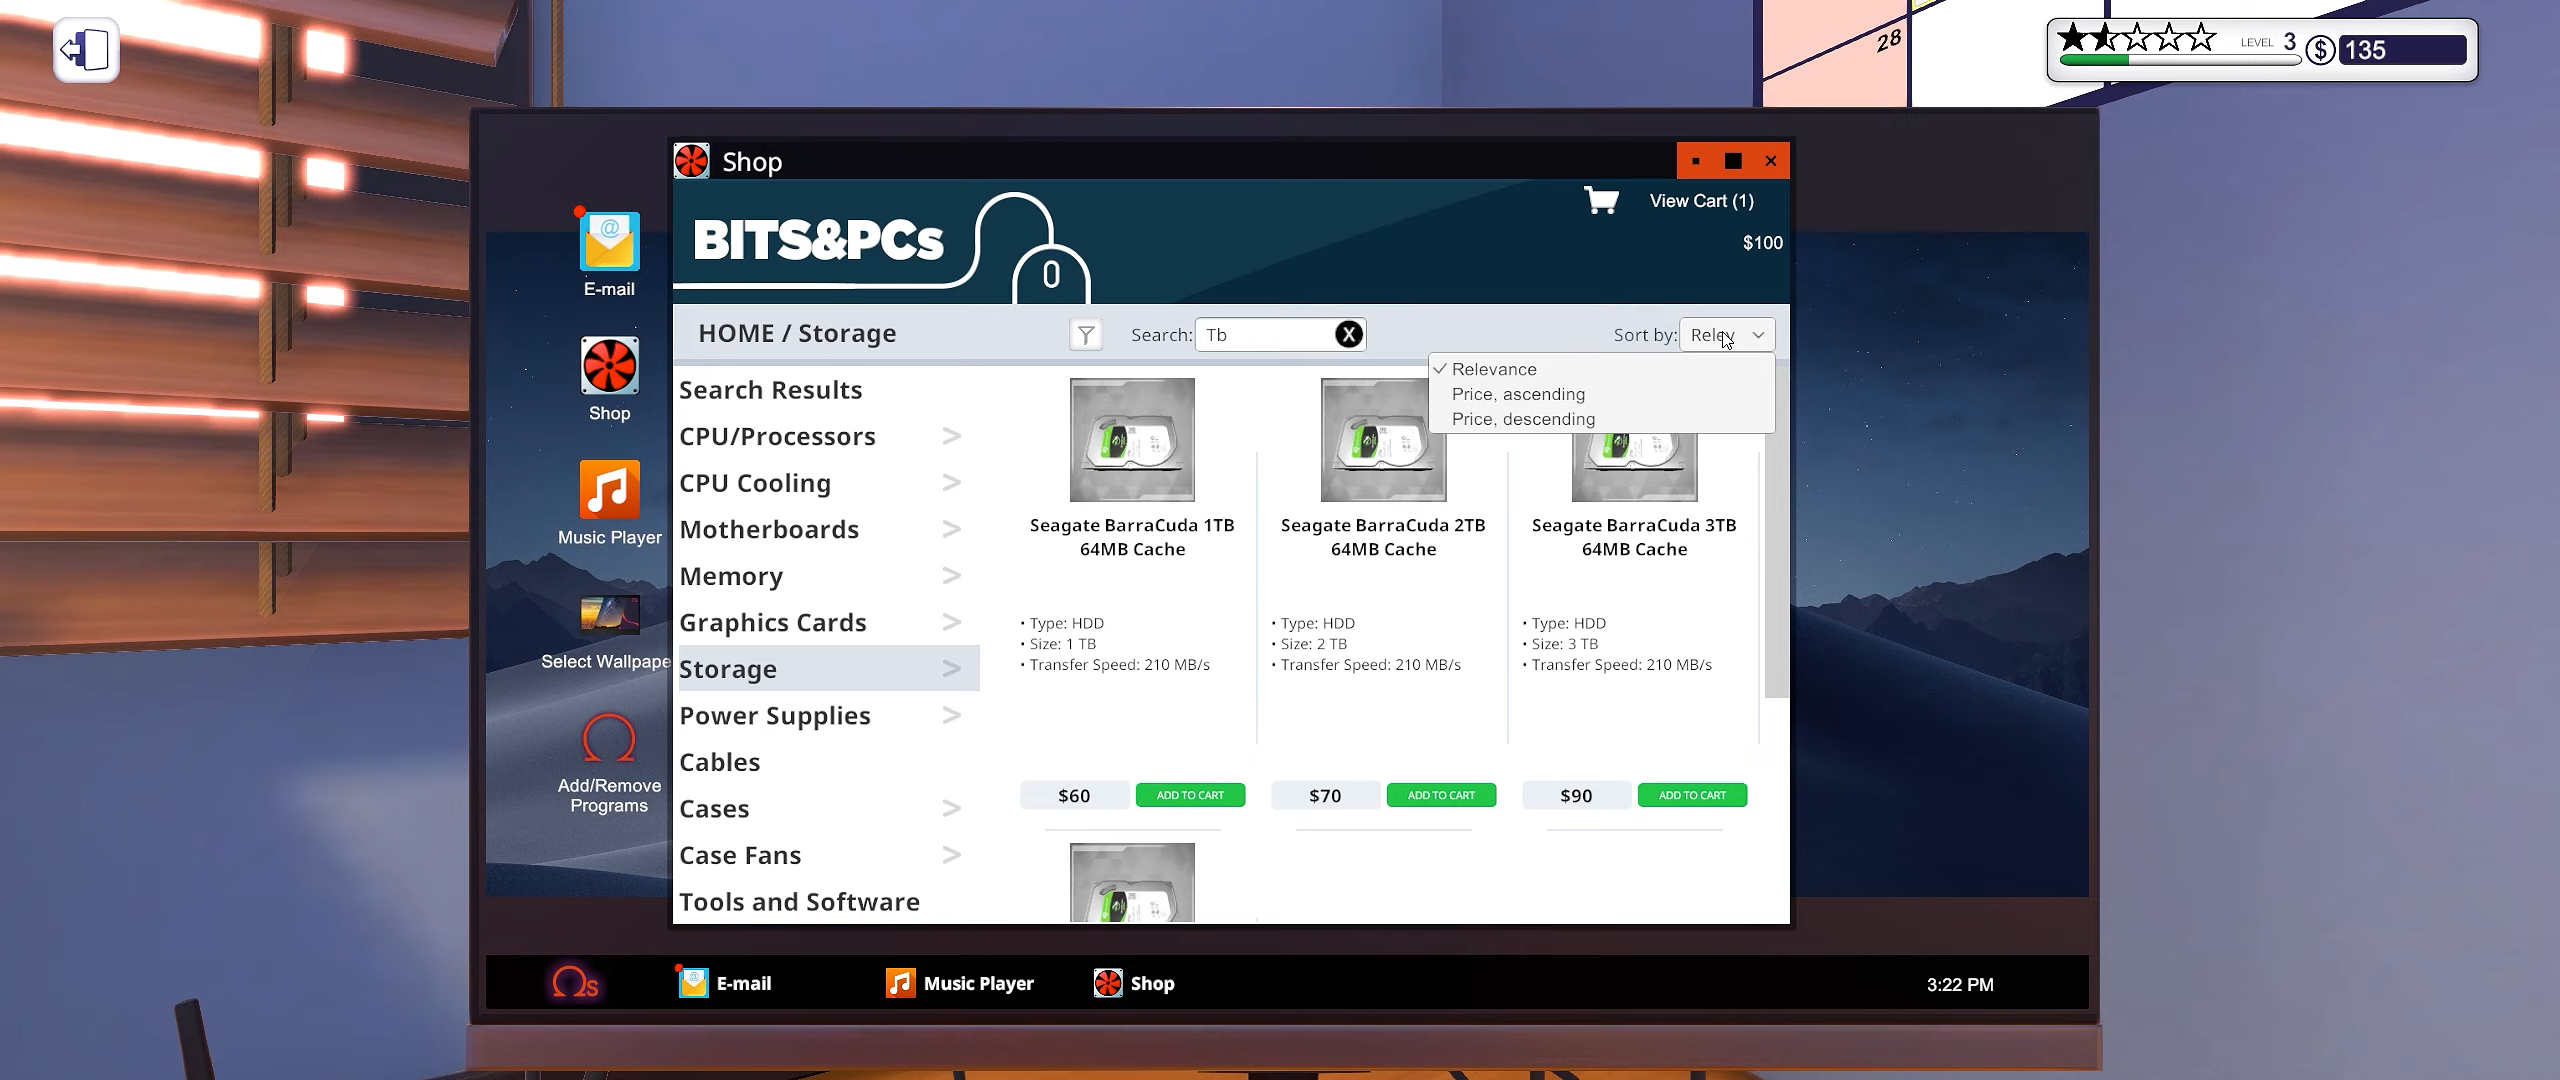 28
LEVEL 3 $ 135
Shop
BITS&PCs
View Cart (1)
$100
HOME / Storage
Search: Tb X
Sort by: Relev
Relevance
Price, ascending
Price, descending
Search Results
CPU/Processors >
CPU Cooling >
Motherboards >
Memory >
Graphics Cards >
Storage >
Power Supplies >
Cables
Cases >
Case Fans >
Tools and Software
Seagate BarraCuda 1TB
64MB Cache
• Type: HDD
• Size: 1 TB
• Transfer Speed: 210 MB/s
$60 ADD TO CART
Seagate BarraCuda 2TB
64MB Cache
• Type: HDD
• Size: 2 TB
• Transfer Speed: 210 MB/s
$70 ADD TO CART
Seagate BarraCuda 3TB
64MB Cache
• Type: HDD
• Size: 3 TB
• Transfer Speed: 210 MB/s
$90 ADD TO CART
E-mail
Shop
Music Player
Select Wallpape
Add/Remove
Programs
Ωs
E-mail
Music Player
Shop
3:22 PM